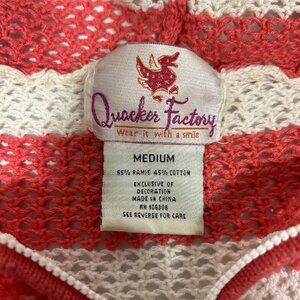 Quacker Factory
Wear it with a smile
MEDIUM
55% RAMIE 45% COTTON
EXCLUSIVE OF
DECORATION
MADE IN CHINA
RN 106308
SEE REVERSE FOR CARE